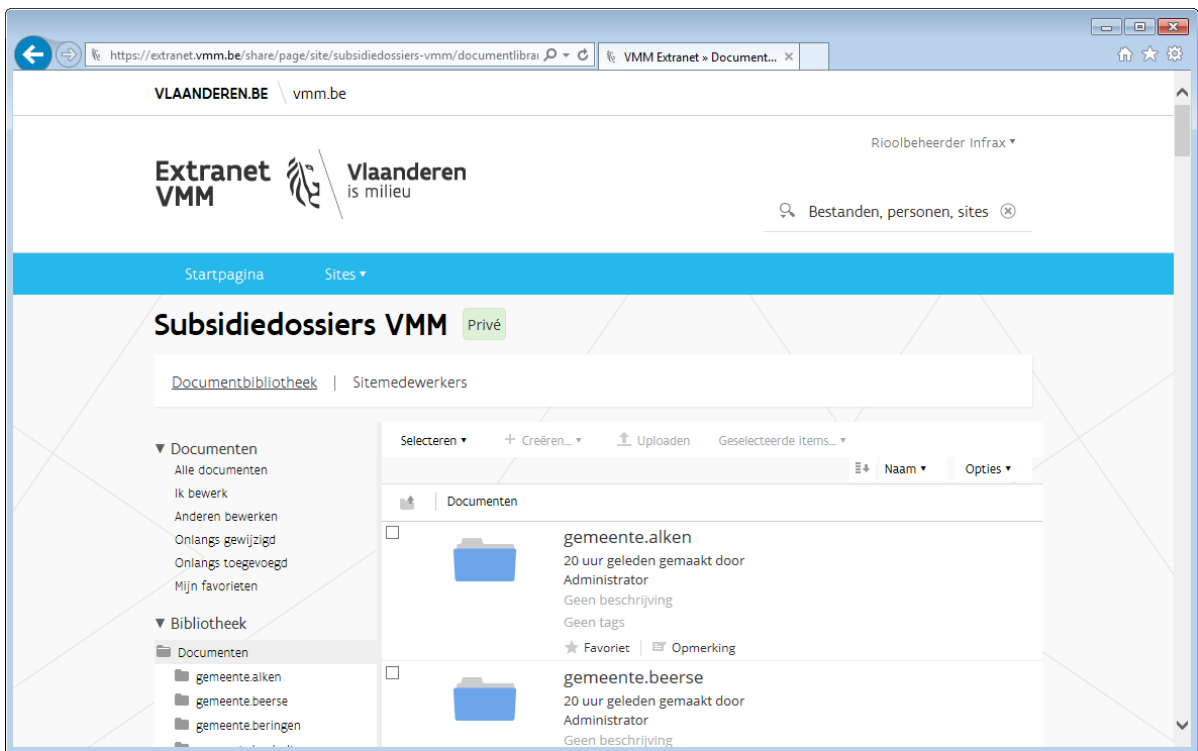 https://extranet.vmm.be/share/page/site/subsidiedossiers-vmm/documentlibrai
VMM Extranet » Document...
VLAANDEREN.BE vmm.be
Rioolbeheerder Infrax
Extranet VMM
Vlaanderen
is milieu
Bestanden, personen, sites
Startpagina Sites
Subsidiedossiers VMM Privé
Documentbibliotheek | Sitemedewerkers
Selecteren + Creëren... Uploaden Geselecteerde items...
Naam Opties
Documenten
Alle documenten
Ik bewerk
Anderen bewerken
Onlangs gewijzigd
Onlangs toegevoegd
Mijn favorieten
Bibliotheek
Documenten
gemeente.alken
gemeente.beerse
gemeente.beringen
Documenten
gemeente.alken
20 uur geleden gemaakt door
Administrator
Geen beschrijving
Geen tags
Favoriet Opmerking
gemeente.beerse
20 uur geleden gemaakt door
Administrator
Geen beschrijving